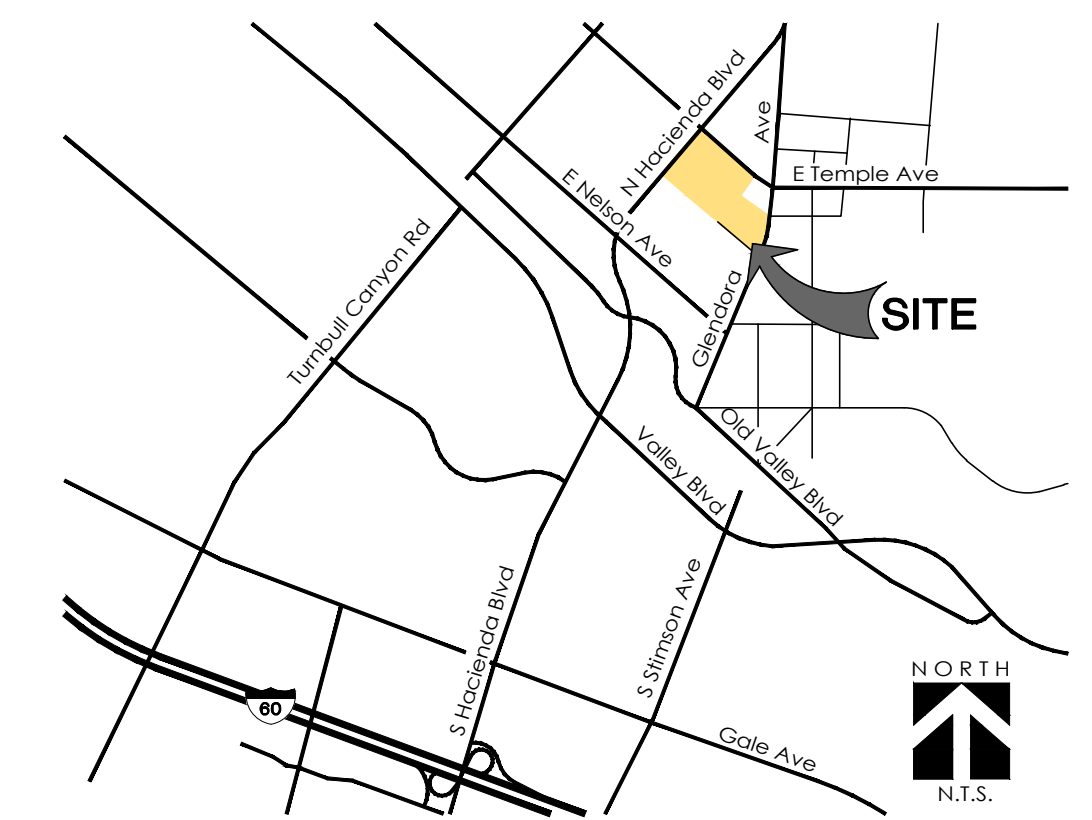 N Hacienda Blvd
Ave
E Temple Ave
E Nelson Ave
Turnbull Canyon Rd
Glendora
SITE
Old Valley Blvd
Valley Blvd
S Hacienda Blvd
S Stimson Ave
60
Gale Ave
NORTH
N.T.S.